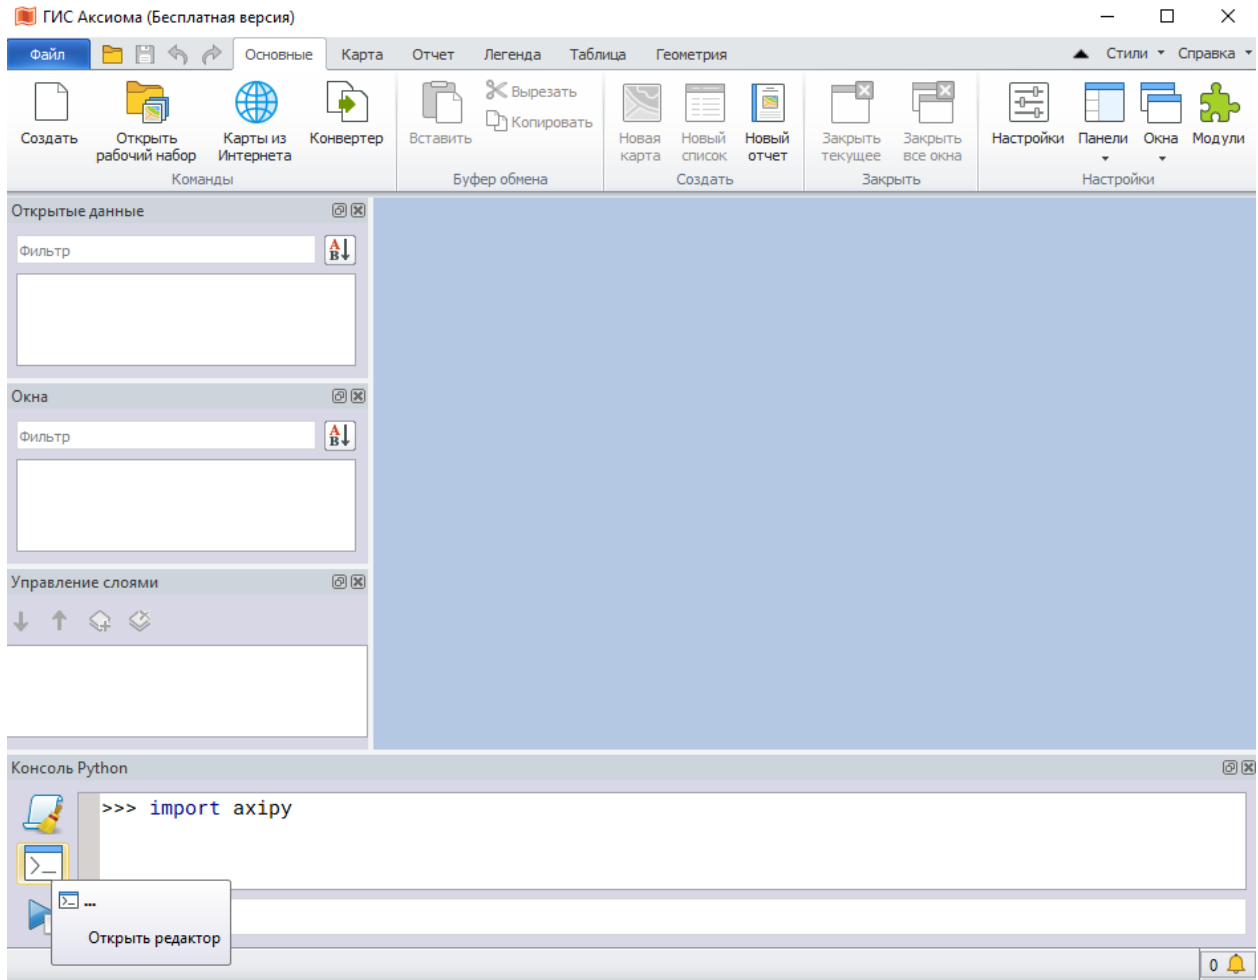 ГИС Аксиома (Бесплатная версия)
Файл Основные Карта Отчет Легенда Таблица Геометрия Стили Справка
Создать Открыть рабочий набор Карты из Интернета Конвертер Вставить Вырезать Копировать Новая карта Новый список Новый отчет Закрыть текущее Закрыть все окна Настройки Панели Окна Модули
Команды Буфер обмена Создать Закрыть Настройки
Открытые данные
Фильтр
A
B
Окна
Фильтр
A
B
Управление слоями
Консоль Python
>>> import axipy
...
Открыть редактор
0